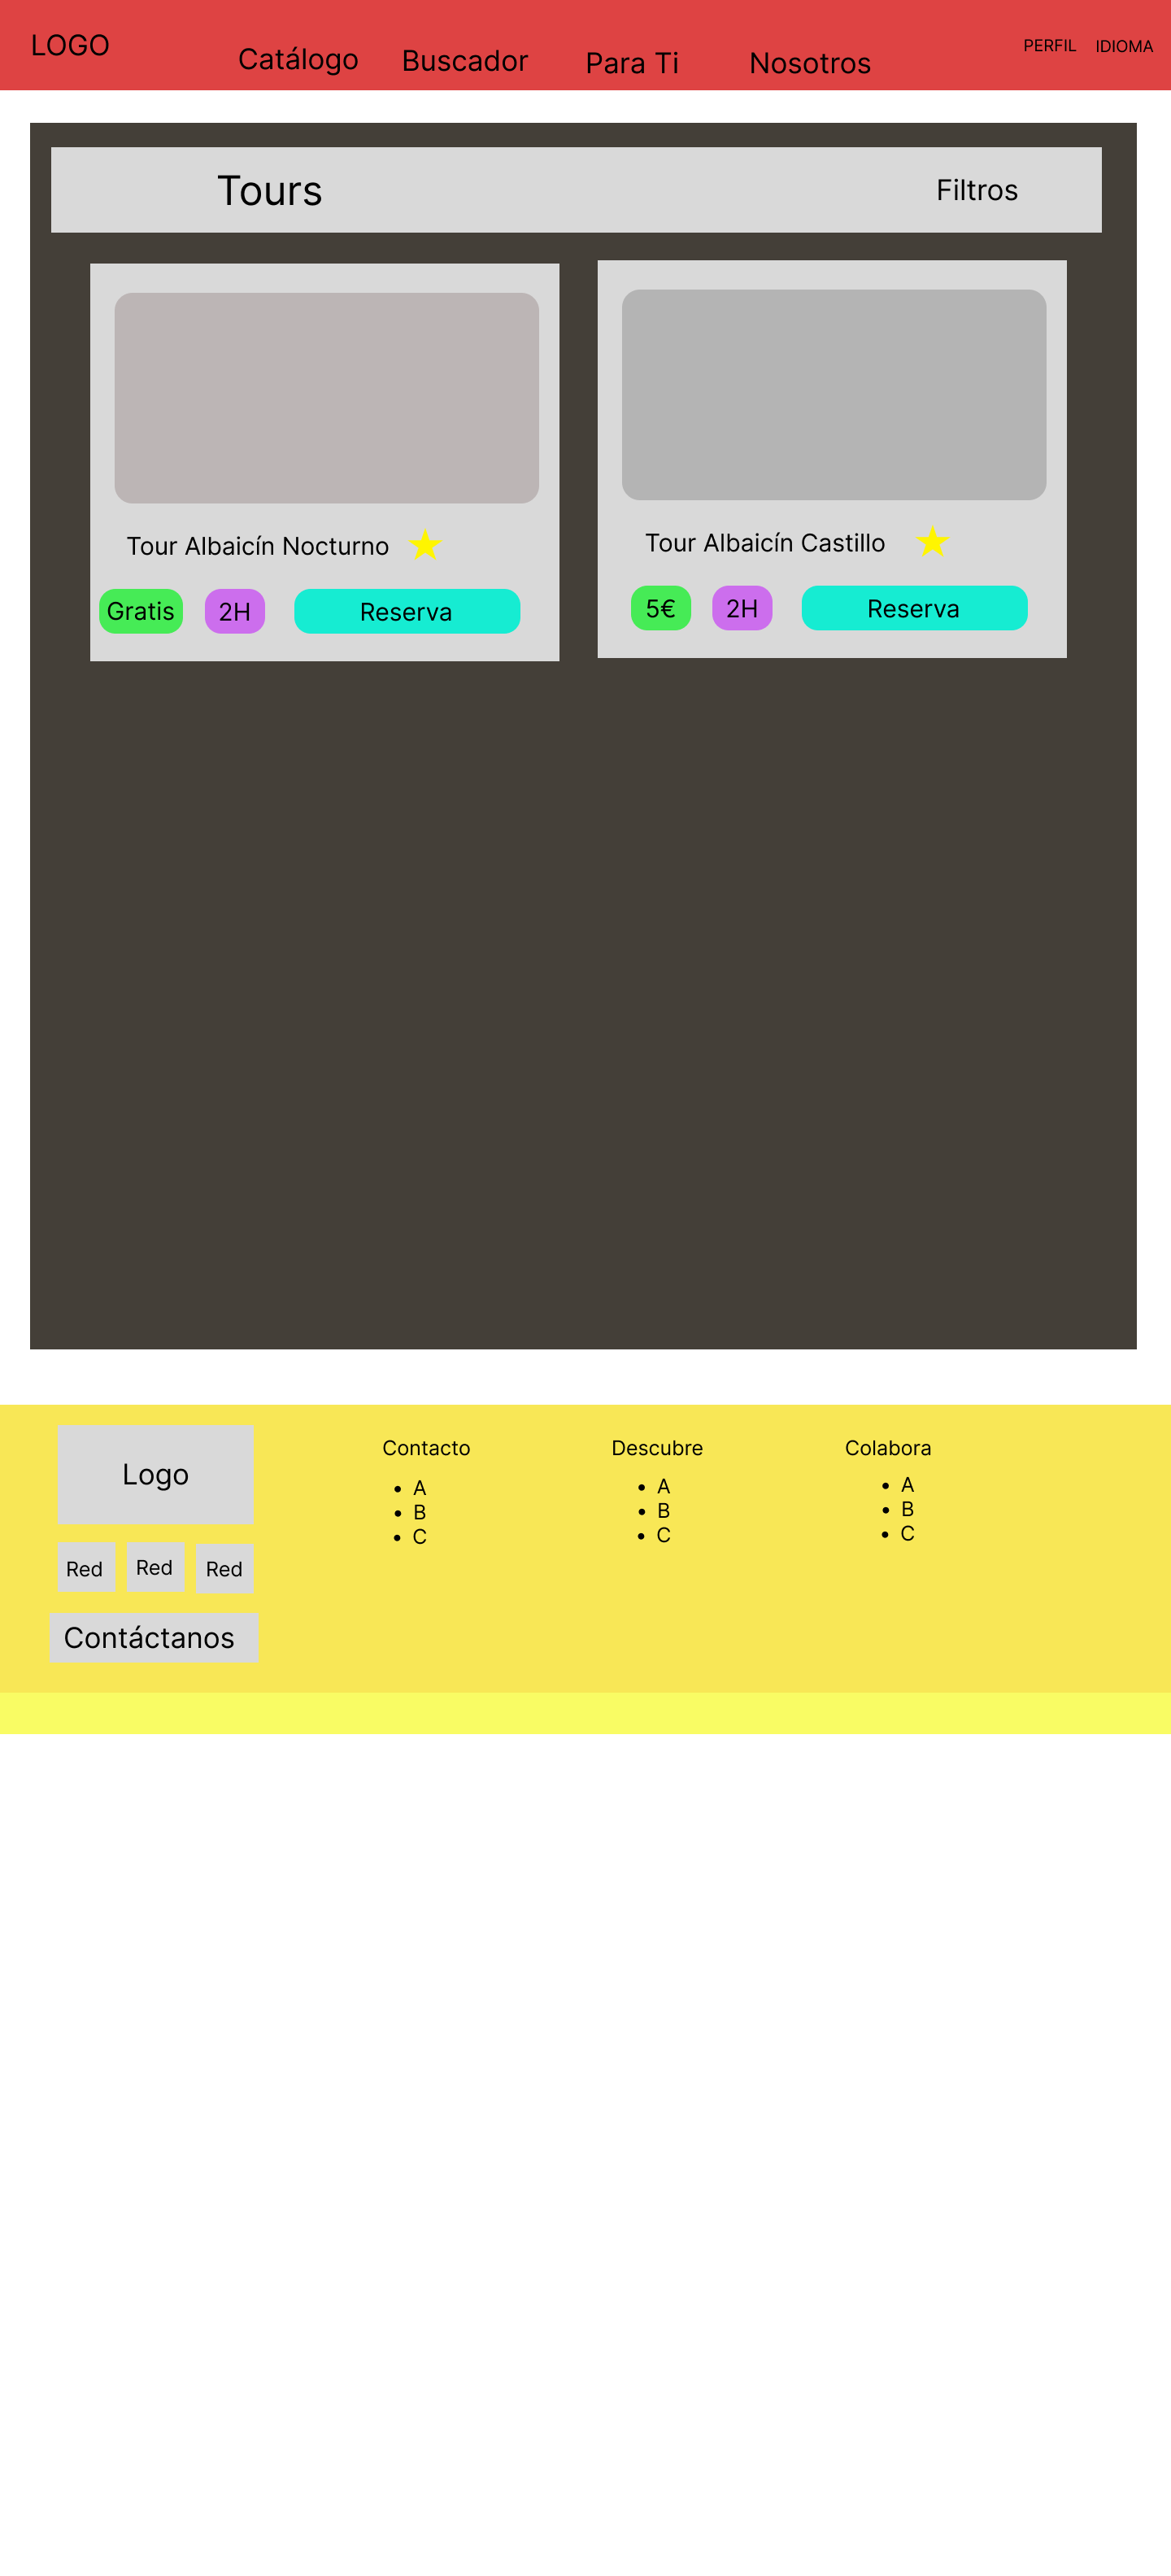 LOGO
Catálogo
Buscador
Para Ti
Nosotros
PERFIL
IDIOMA
Tours
Filtros
Tour Albaicín Nocturno
Gratis
2H
Reserva
Tour Albaicín Castillo
5€
2H
Reserva
Logo
Red
Red
Red
Contáctanos
Contacto
• A
• B
• C
Descubre
• A
• B
• C
Colabora
• A
• B
• C